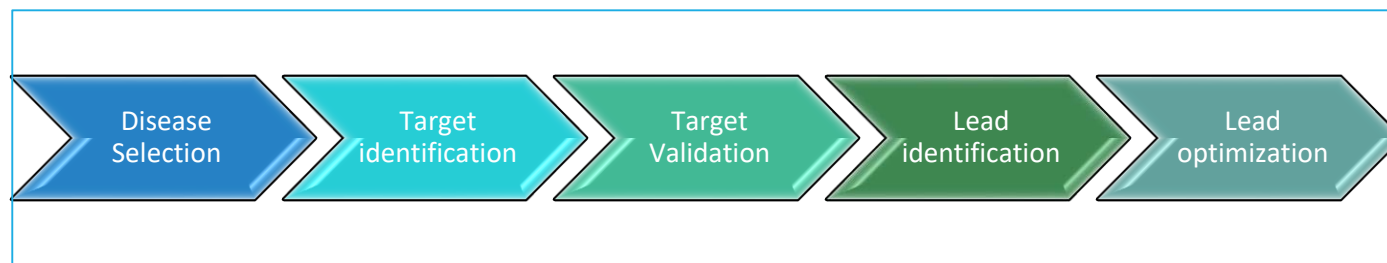 Disease
Selection
Target
identification
Target
Validation
Lead
identification
Lead
optimization